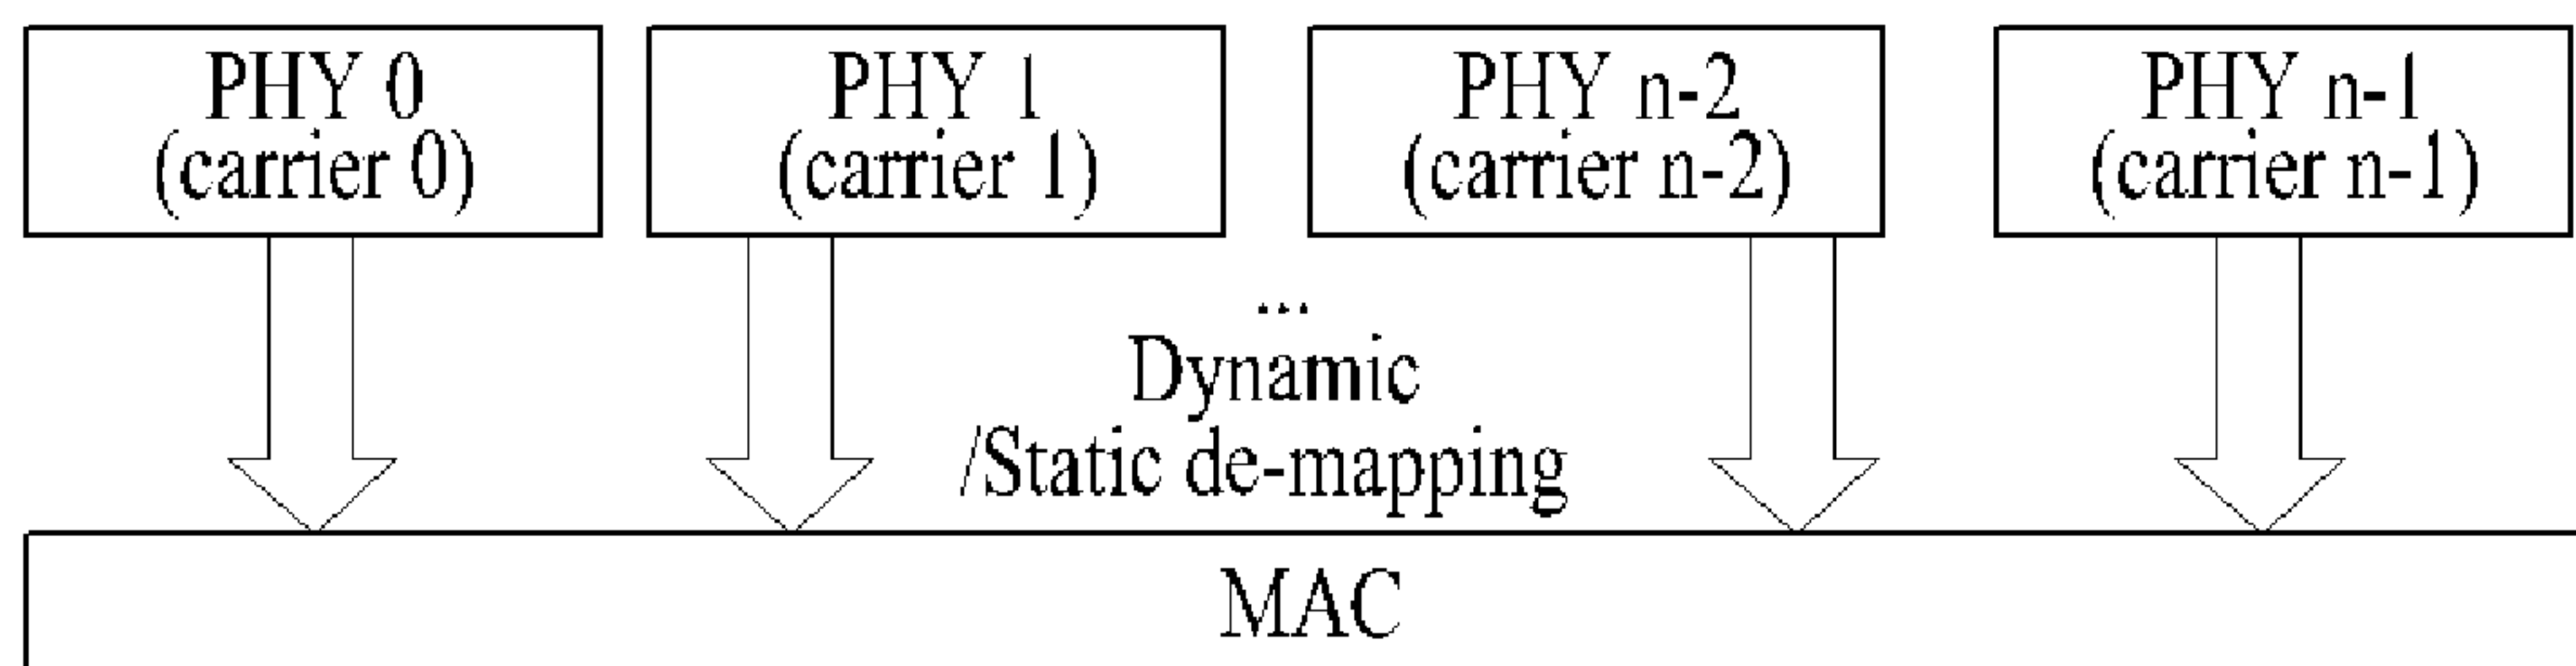 PHY 0
(carrier 0)
PHY 1
(carrier 1)
PHY n-2
(carrier n-2)
PHY n-1
(carrier n-1)
...
Dynamic
/Static de-mapping
MAC